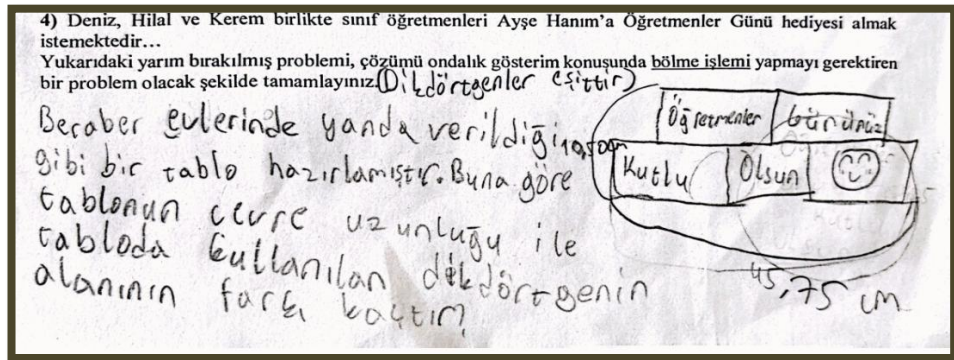 4) Deniz, Hilal ve Kerem birlikte sınıf öğretmenleri Ayşe Hanım'a Öğretmenler Günü hediyesi almak
istemektedir…
Yukarıdaki yarım bırakılmış problemi, çözümü ondalık gösterim konusunda bölme işlemi yapmayı gerektiren
bir problem olacak şekilde tamamlayınız.(Dikdörtgenler eşittir)
Beraber evlerinde yanda verildiği
gibi bir tablo hazırlamıştır. Buna göre
tablonun çevre uzunluğu ile
tabloda kullanılan dikdörtgenin
alanının farkı kaçtır?
Öğretmenler gününüz
Kutlu Olsun
45,75 cm